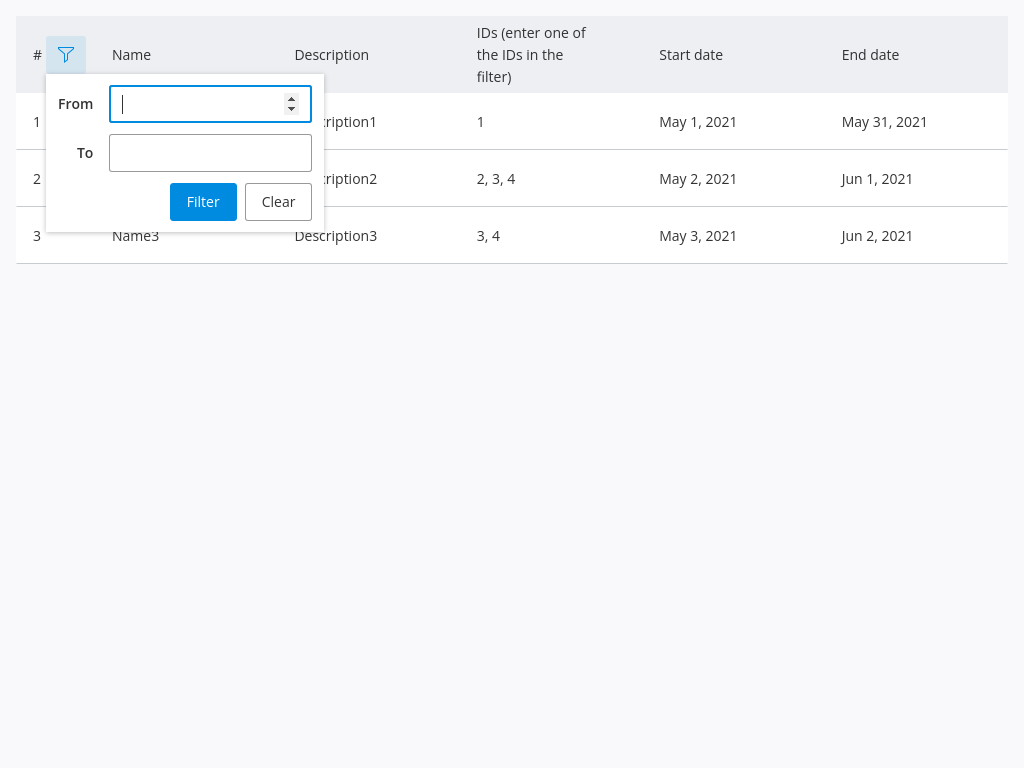 # Name Description IDs (enter one of the IDs in the filter) Start date End date
From
To
Filter Clear
1 cription1 1 May 1, 2021 May 31, 2021
2 cription2 2, 3, 4 May 2, 2021 Jun 1, 2021
3 Name3 Description3 3, 4 May 3, 2021 Jun 2, 2021